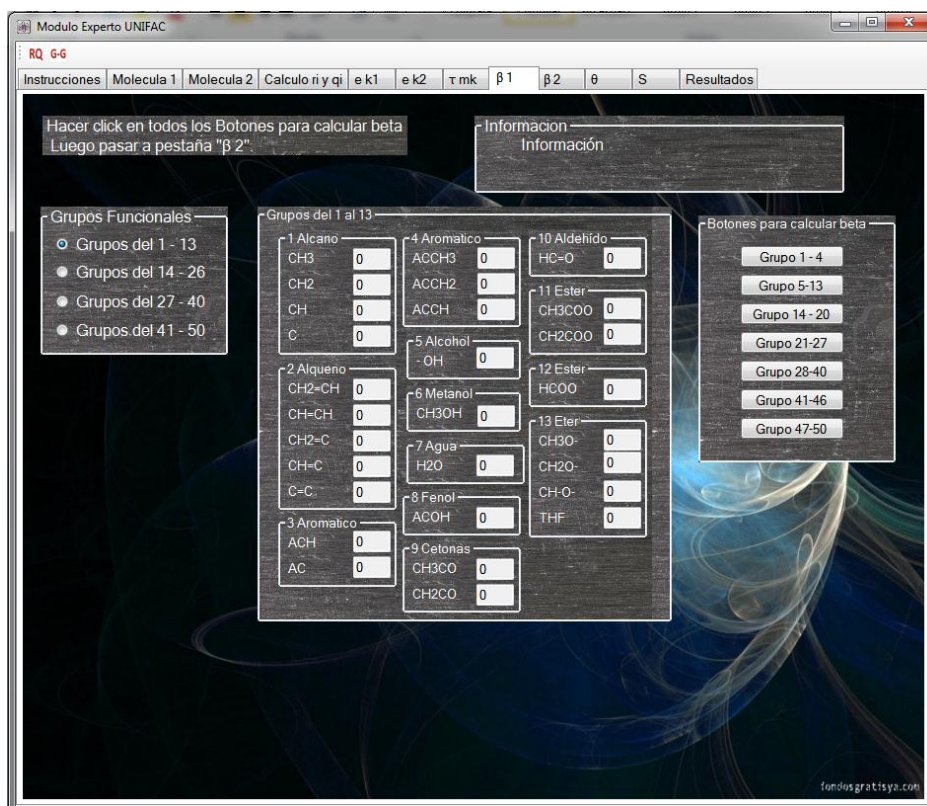 Modulo Experto UNIFAC
RQ G-G
Instrucciones Molecula 1 Molecula 2 Calculo ri y qi e k1 e k2 τ mk β 1 β 2 θ S Resultados
Hacer click en todos los Botones para calcular beta
Luego pasar a pestaña "β 2".
Informacion
Información
Grupos Funcionales
Grupos del 1 - 13
Grupos del 14 - 26
Grupos del 27 - 40
Grupos del 41 - 50
Grupos del 1 al 13
1 Alcano
CH3 0
CH2 0
CH 0
C 0
2 Alqueno
CH2=CH 0
CH=CH 0
CH2=C 0
CH=C 0
C=C 0
3 Aromatico
ACH 0
AC 0
4 Aromatico
ACCH3 0
ACCH2 0
ACCH 0
5 Alcohol
- OH 0
6 Metanol
CH3OH 0
7 Agua
H2O 0
8 Fenol
ACOH 0
9 Cetonas
CH3CO 0
CH2CO 0
10 Aldehído
HC=O 0
11 Ester
CH3COO 0
CH2COO 0
12 Ester
HCOO 0
13 Eter
CH3O- 0
CH2O- 0
CH-O- 0
THF 0
Botones para calcular beta
Grupo 1 - 4
Grupo 5-13
Grupo 14 - 20
Grupo 21-27
Grupo 28-40
Grupo 41-46
Grupo 47-50
fondosgratisya.com